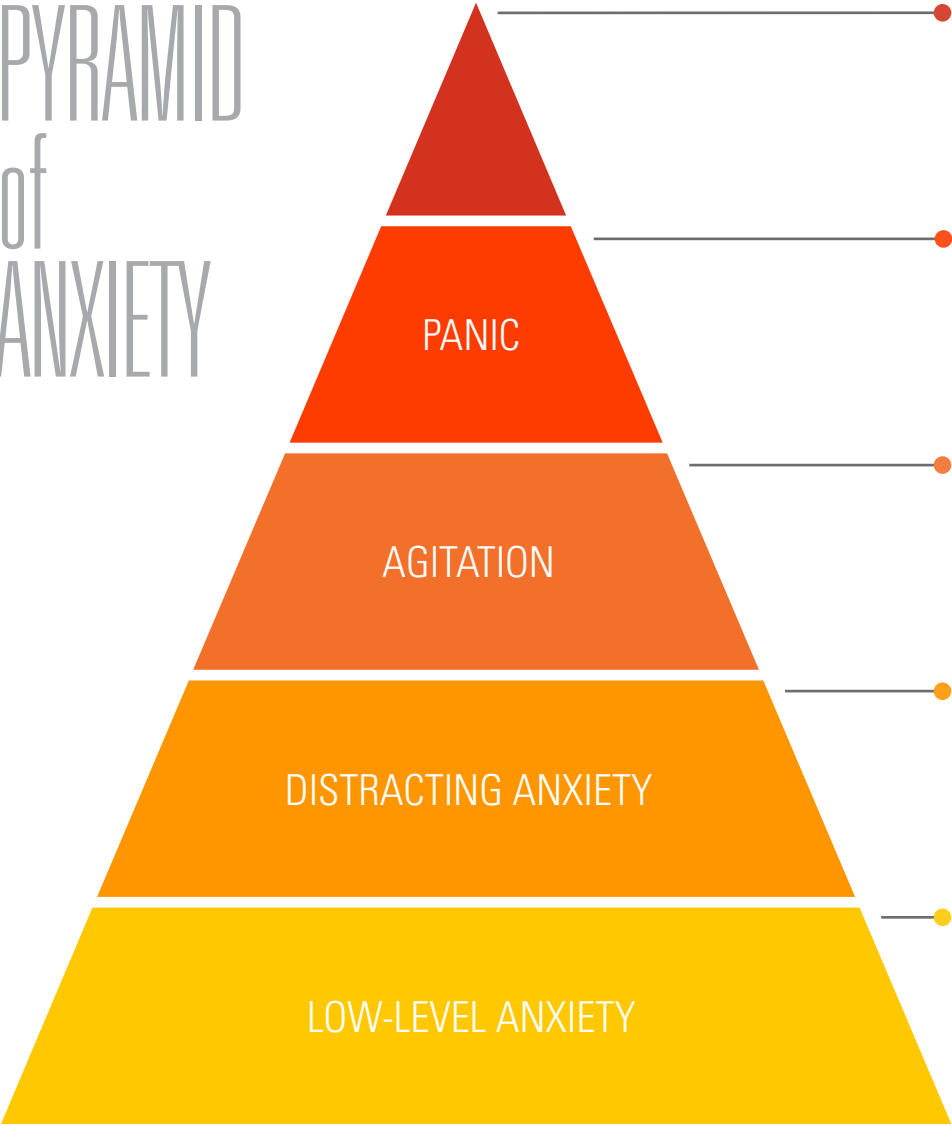 PYRAMID
of
ANXIETY
PANIC
AGITATION
DISTRACTING ANXIETY
LOW-LEVEL ANXIETY